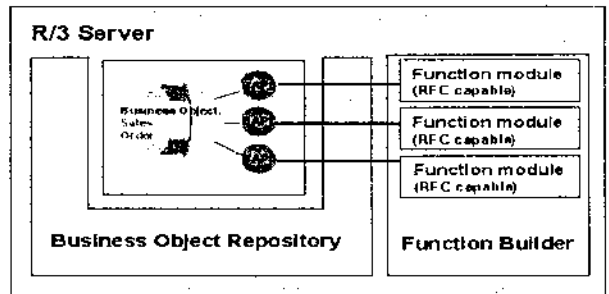 R/3 Server
Business Object
Sales
Order
Function module
(RFC capable)
Function module
(RFC capable)
Function module
(RFC capable)
Business Object Repository
Function Builder